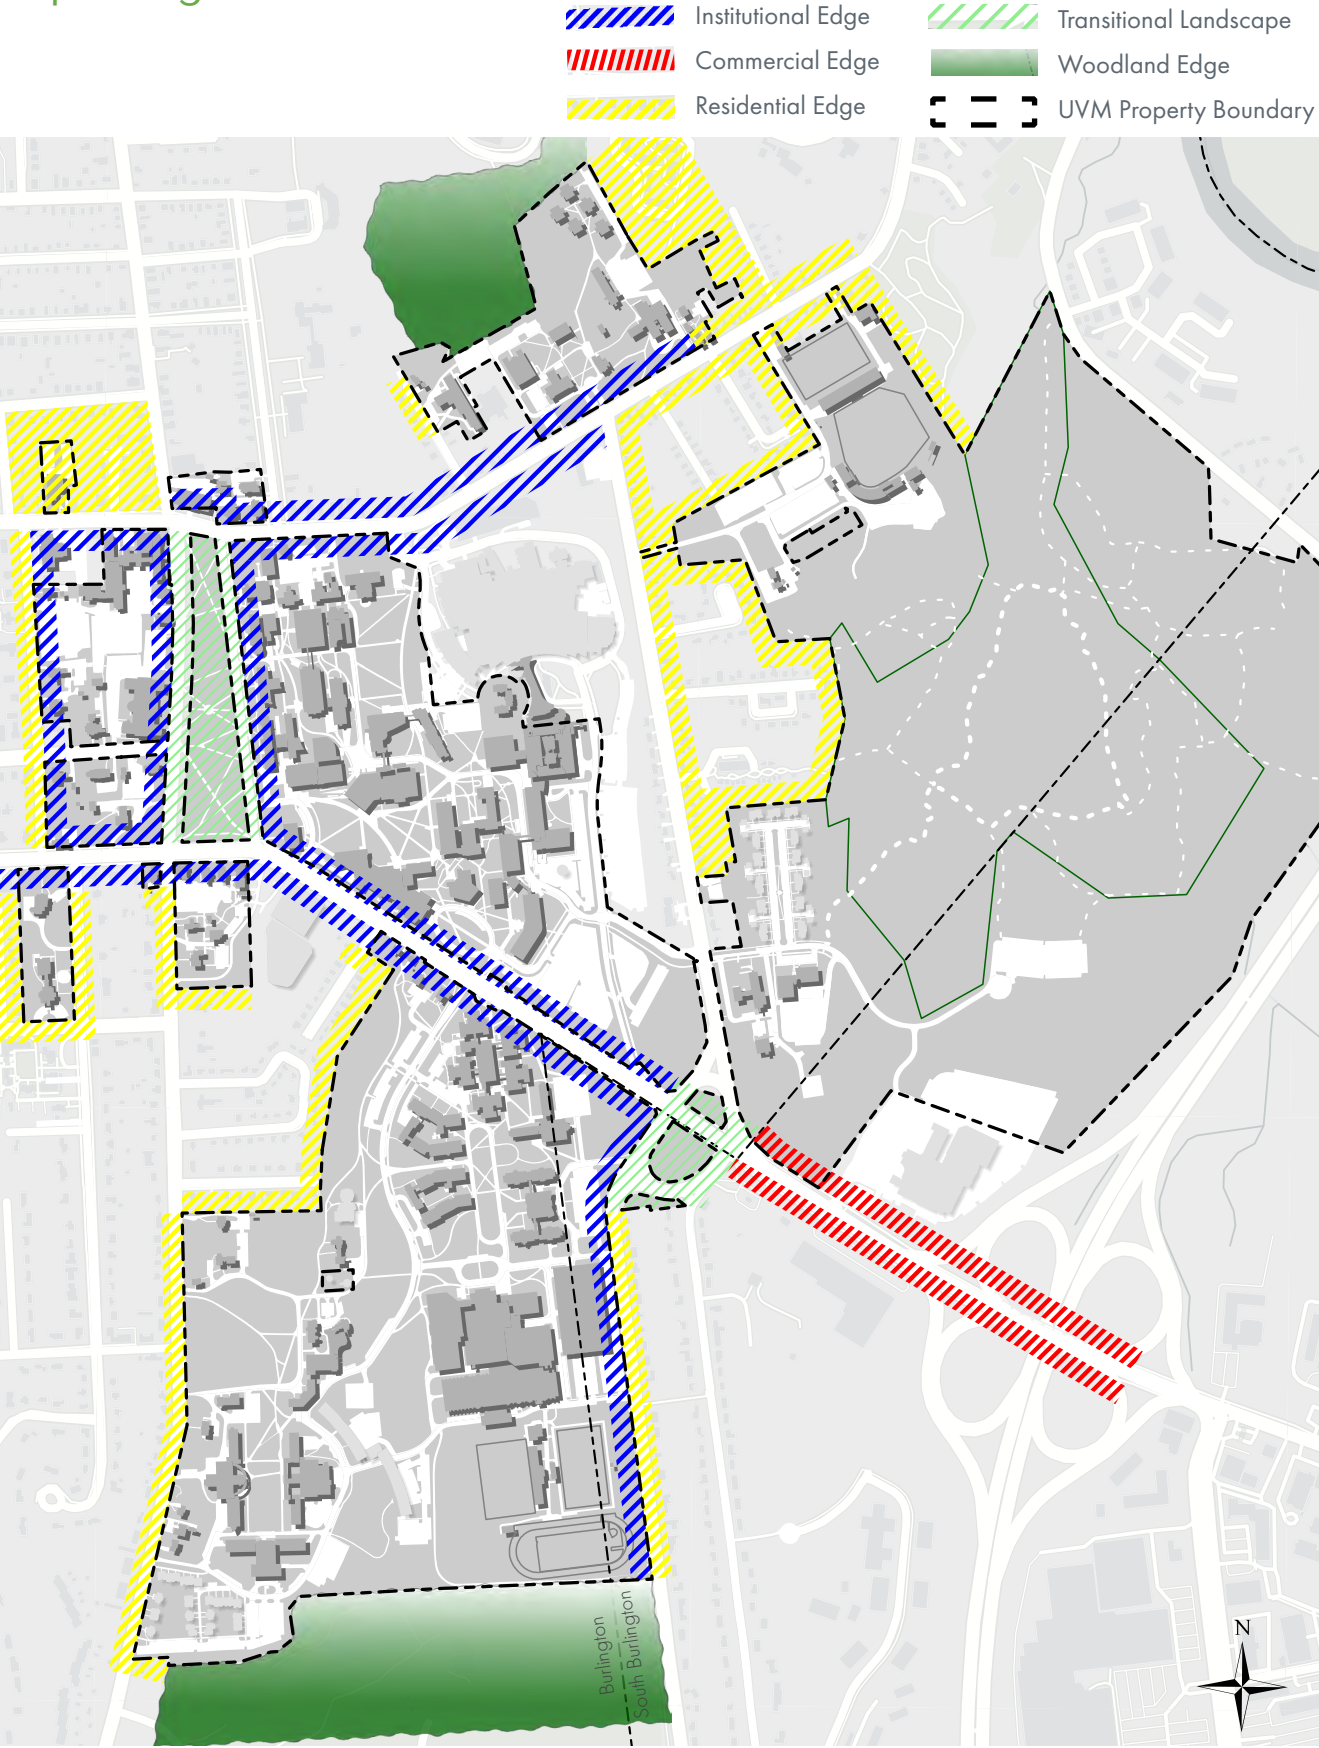 Institutional Edge
Commercial Edge
Residential Edge
Transitional Landscape
Woodland Edge
UVM Property Boundary
Burlington
South Burlington
N